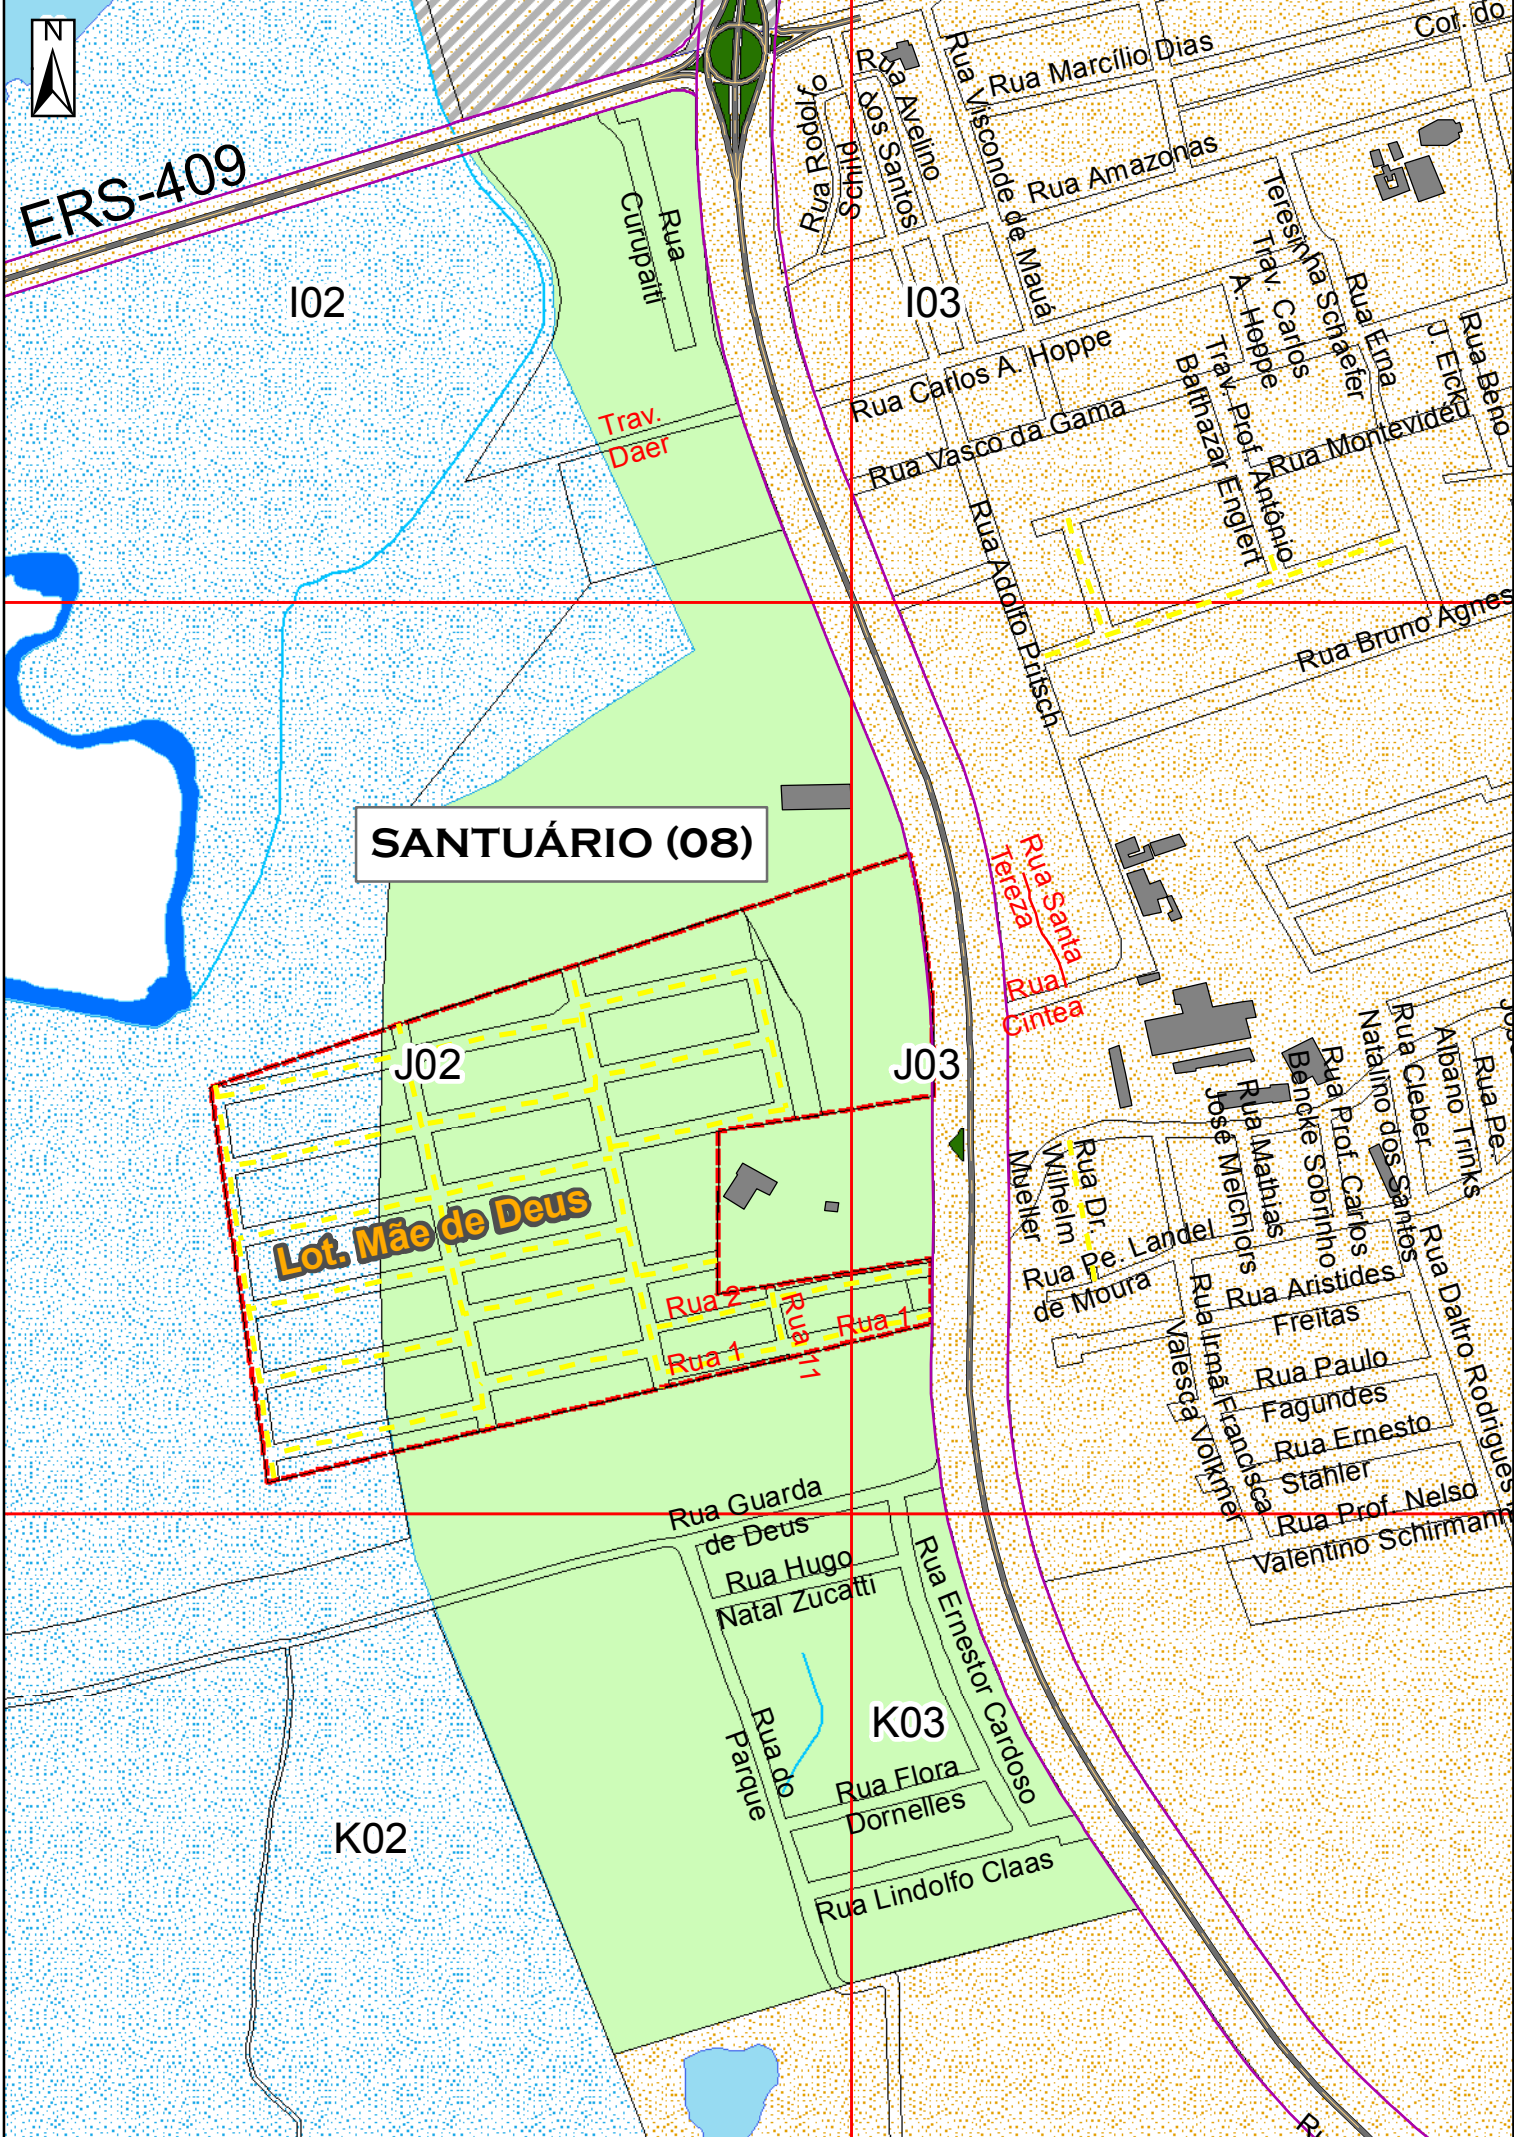 N
ERS-409
Cor. do
Rua Marcílio Dias
Rua Visconde de Mauá
Rua Avelino
dos Santos
Rua Rodolfo
Schuh
Rua Amazonas
Rua
Curupaiti
I02
I03
Teresinha Schaefer
Trav. Carlos
A. Hoppe
Rua Erna
Rua Beno
J. Eick
Rua Carlos A. Hoppe
Rua Vasco da Gama
Trav. Prof. Antônio
Balthazar Englert
Rua Montevidéu
Trav.
Daer
Rua Adolfo Pritsch
Rua Bruno Agnes
SANTUÁRIO (08)
Rua Santa
Tereza
Rua
Cintea
J02
J03
Lot. Mãe de Deus
Rua 2
Rua 11
Rua 1
Rua 1
Rua Dr.
Wilhelm
Mueller
Rua Mathias
José Melchiors
Rua Prof. Carlos
Bencke Sobrinho
Rua Cleber
Natalino dos Santos
Rua Pe.
Albano Trinks
Rua Pe. Landel
de Moura
Rua Daltro Rodrigues
Rua Aristides
Freitas
Rua Irmã Francisca
Valesca Volkmer
Rua Paulo
Fagundes
Rua Ernesto
Stahler
Rua Prof. Nelso
Valentino Schirmann
Rua Guarda
de Deus
Rua Hugo
Natal Zucatti
Rua Ernestor Cardoso
Rua do
Parque
K03
Rua Flora
Dornelles
K02
Rua Lindolfo Claas